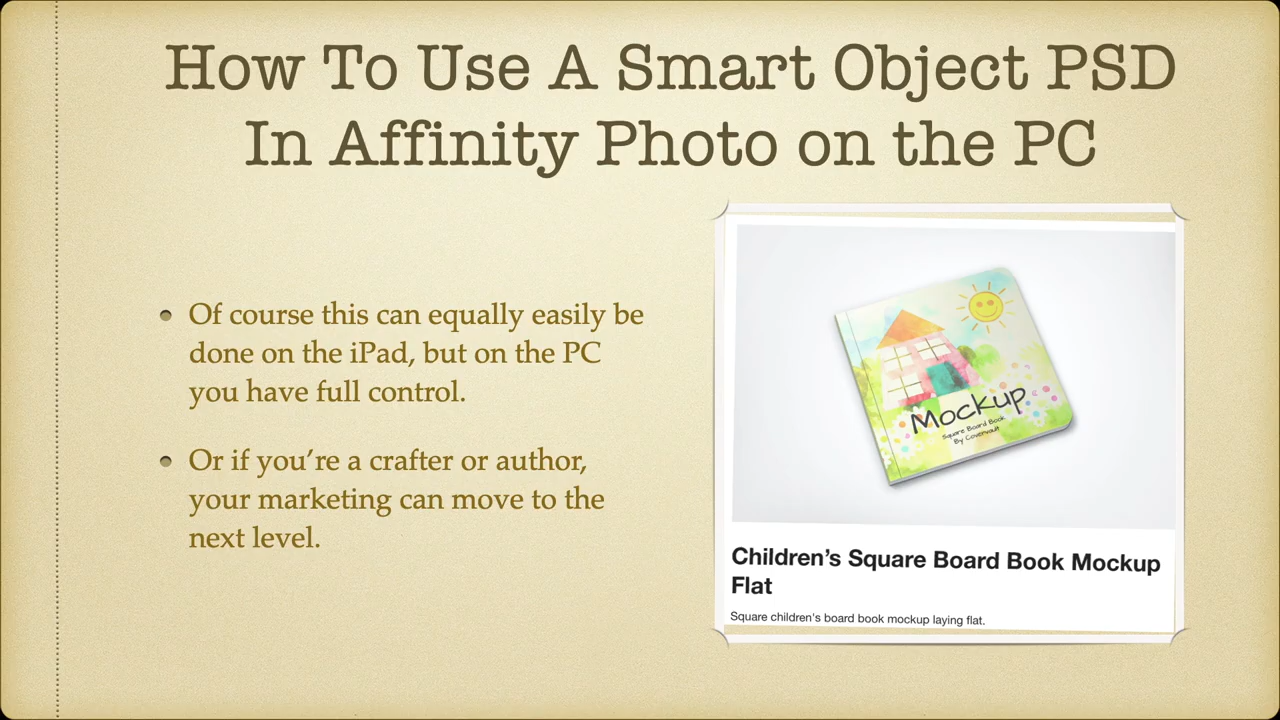 How To Use A Smart Object PSD
In Affinity Photo on the PC
• Of course this can equally easily be
done on the iPad, but on the PC
you have full control.
• Or if you’re a crafter or author,
your marketing can move to the
next level.
Mockup
Square Board Book
By Covervault
Children’s Square Board Book Mockup
Flat
Square children's board book mockup laying flat.